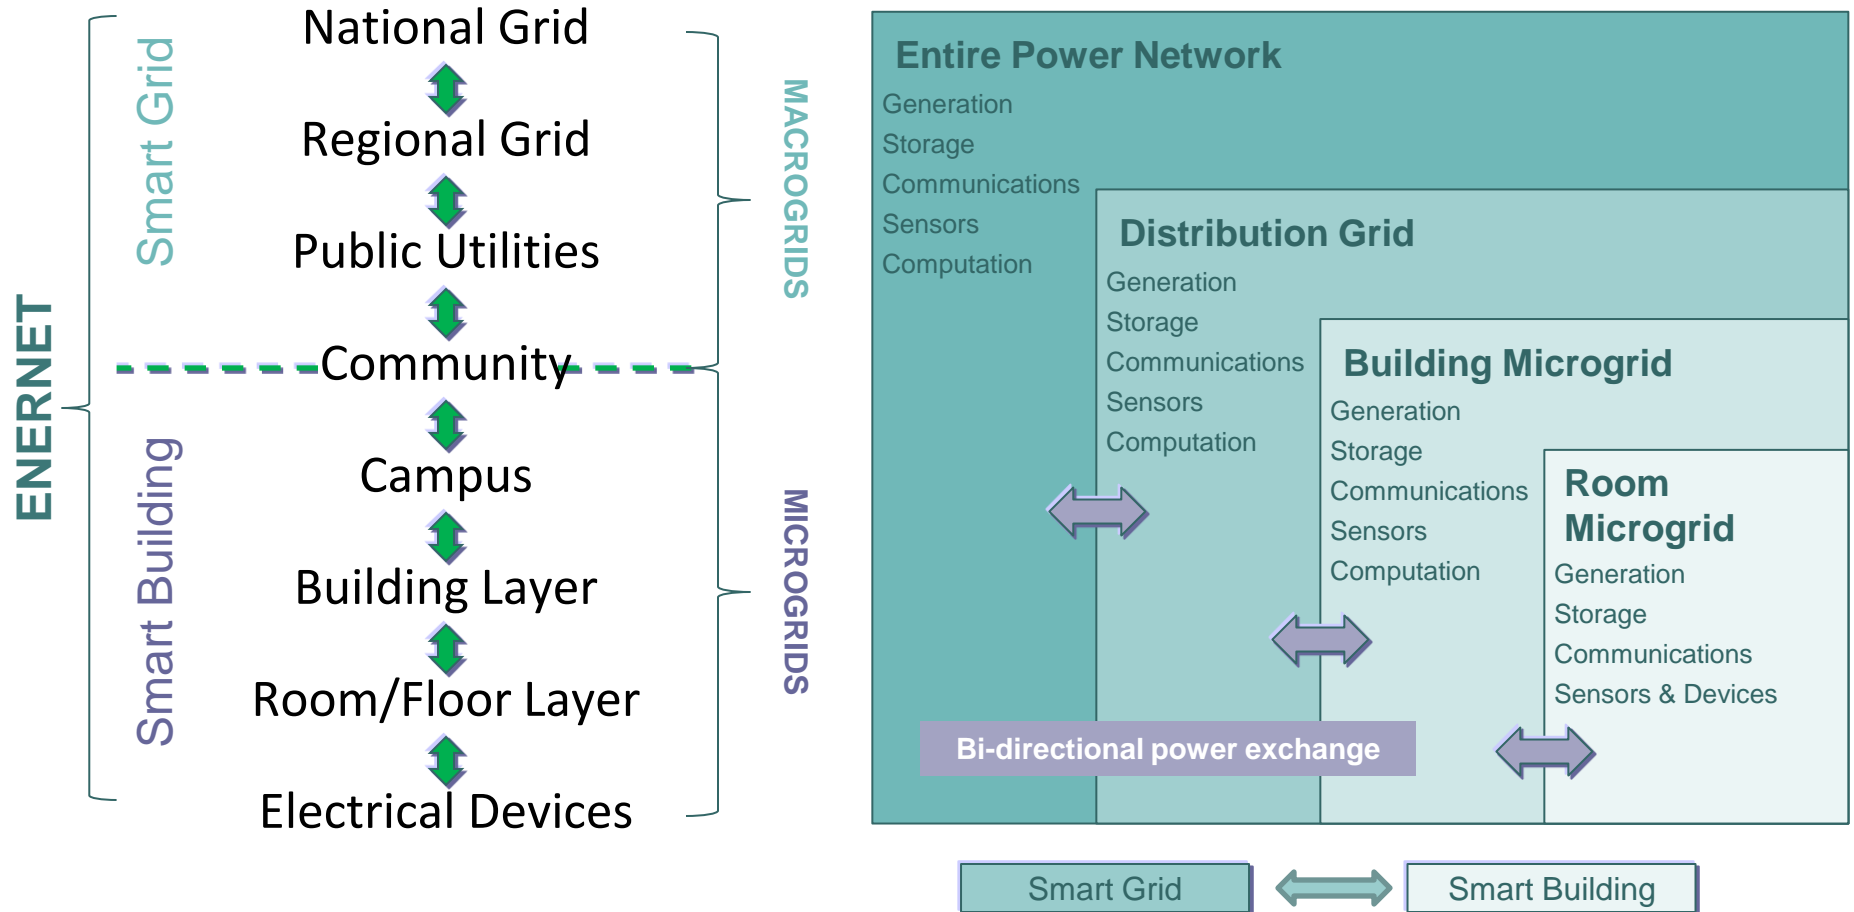 ENERNET
Smart Grid
Smart Building
National Grid
Regional Grid
Public Utilities
Community
Campus
Building Layer
Room/Floor Layer
Electrical Devices
MACROGRIDS
MICROGRIDS
Entire Power Network
Generation
Storage
Communications
Sensors
Computation
Distribution Grid
Generation
Storage
Communications
Sensors
Computation
Building Microgrid
Generation
Storage
Communications
Sensors
Computation
Room
Microgrid
Generation
Storage
Communications
Sensors & Devices
Bi-directional power exchange
Smart Grid
Smart Building